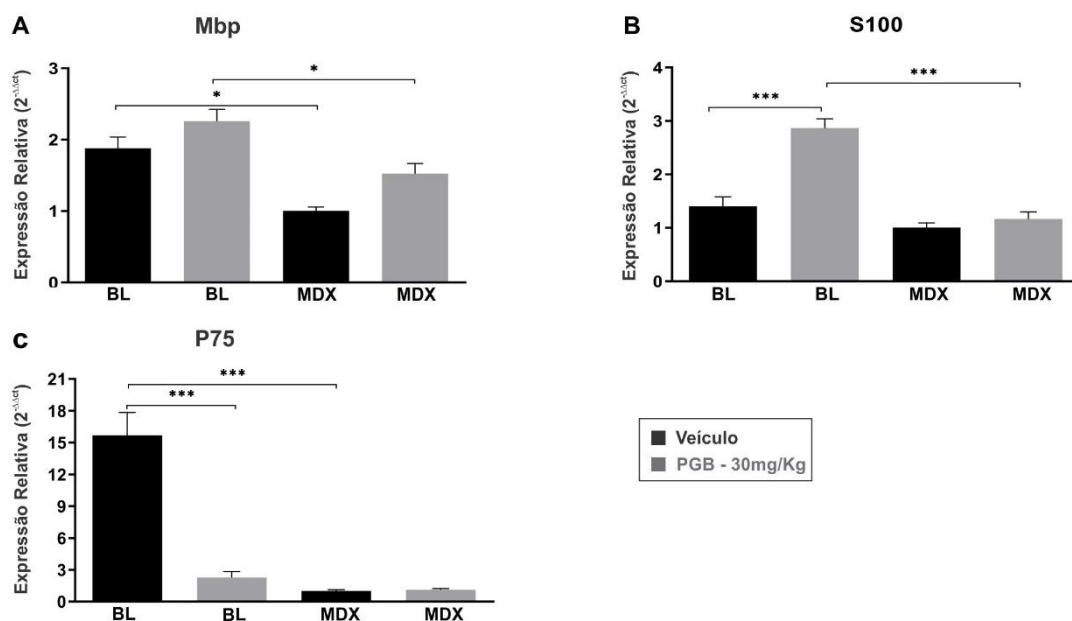 A
Mbp
Expressão Relativa (2^-ΔΔct)
3
2
1
0
*
*
BL
BL
MDX
MDX
B
S100
Expressão Relativa (2^-ΔΔct)
4
3
2
1
0
***
***
BL
BL
MDX
MDX
c
P75
Expressão Relativa (2^-ΔΔct)
21
18
15
12
9
6
3
0
***
***
BL
BL
MDX
MDX
Veículo
PGB - 30mg/Kg